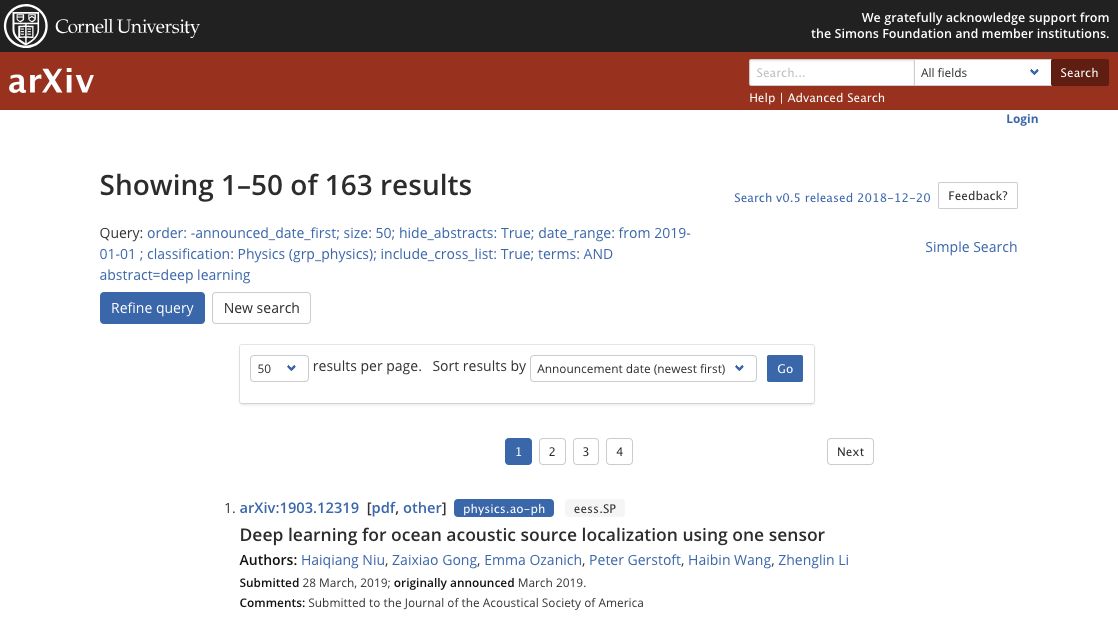 Cornell University
We gratefully acknowledge support from
the Simons Foundation and member institutions.
arXiv
Search...
All fields
Search
Help | Advanced Search
Login
Showing 1–50 of 163 results
Search v0.5 released 2018-12-20
Feedback?
Query: order: -announced_date_first; size: 50; hide_abstracts: True; date_range: from 2019-
01-01 ; classification: Physics (grp_physics); include_cross_list: True; terms: AND
abstract=deep learning
Simple Search
Refine query
New search
50
results per page.
Sort results by
Announcement date (newest first)
Go
1
2
3
4
Next
1. arXiv:1903.12319 [pdf, other] physics.ao-ph eess.SP
Deep learning for ocean acoustic source localization using one sensor
Authors: Haiqiang Niu, Zaixiao Gong, Emma Ozanich, Peter Gerstoft, Haibin Wang, Zhenglin Li
Submitted 28 March, 2019; originally announced March 2019.
Comments: Submitted to the Journal of the Acoustical Society of America